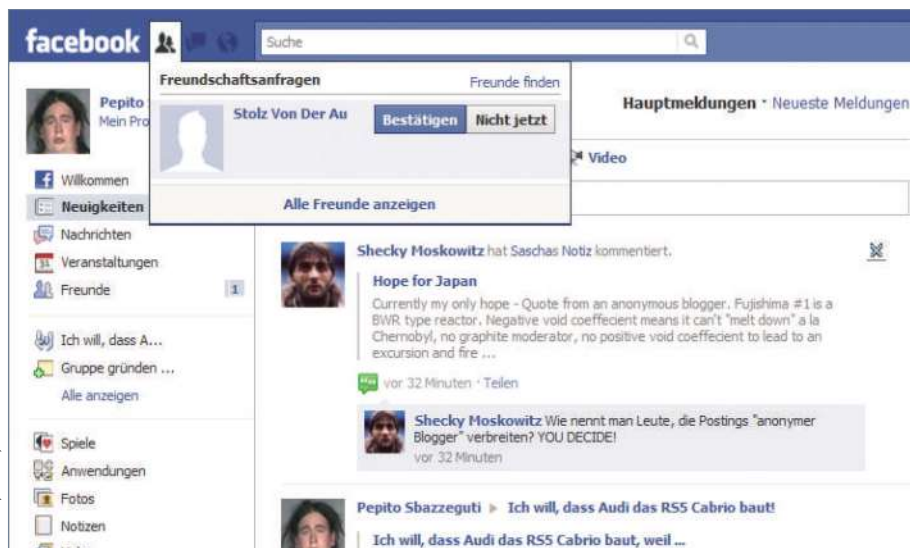 facebook
Suche
Freundschaftsanfragen Freunde finden
Stolz Von Der Au Bestätigen Nicht jetzt
Alle Freunde anzeigen
Pepito
Mein Pro
Hauptmeldungen · Neueste Meldungen
Video
Willkommen
Neuigkeiten
Nachrichten
31 Veranstaltungen
Freunde 1
Ich will, dass A...
Gruppe gründen ...
Alle anzeigen
Spiele
Anwendungen
Fotos
Notizen
Shecky Moskowitz hat Saschas Notiz kommentiert.
Hope for Japan
Currently my only hope - Quote from an anonymous blogger. Fujishima #1 is a
BWR type reactor. Negative void coeffecient means it can't "melt down" a la
Chernobyl, no graphite moderator, no positive void coeffecient to lead to an
excursion and fire ...
vor 32 Minuten · Teilen
Shecky Moskowitz Wie nennt man Leute, die Postings "anonymer
Blogger" verbreiten? YOU DECIDE!
vor 32 Minuten
Pepito Sbazzeguti ▶ Ich will, dass Audi das RS5 Cabrio baut!
Ich will, dass Audi das RS5 Cabrio baut, weil ...